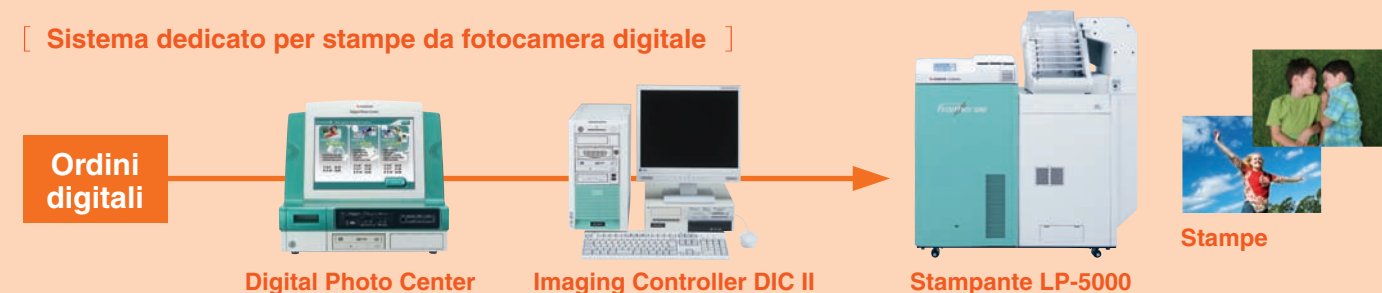 [ Sistema dedicato per stampe da fotocamera digitale ]
Ordini
digitali
Digital Photo Center
Imaging Controller DIC II
Stampante LP-5000
Stampe